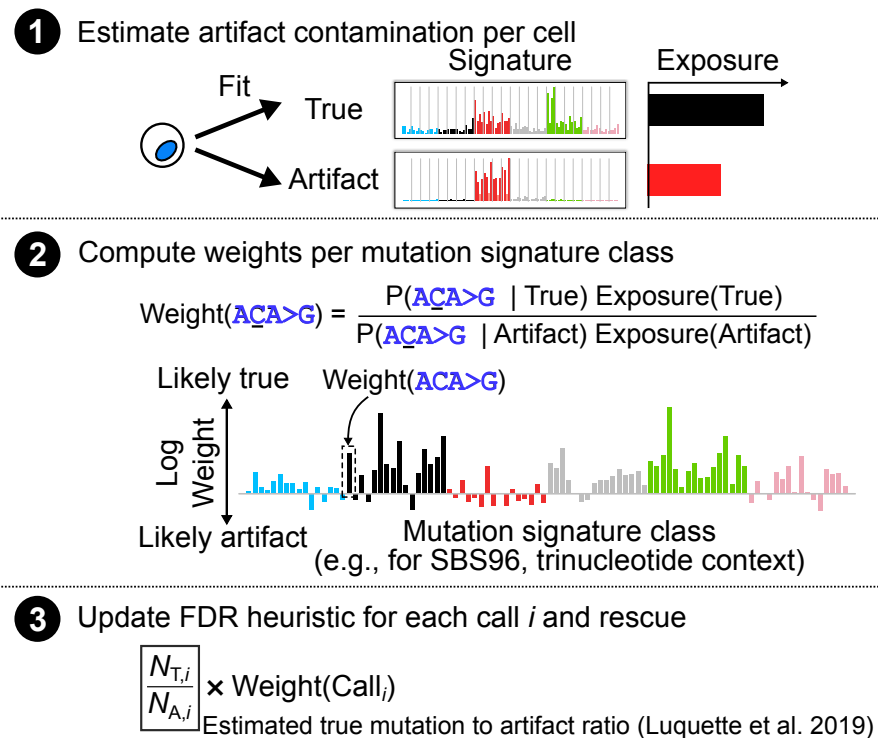 1 Estimate artifact contamination per cell
Signature Exposure
Fit
True
Artifact
2 Compute weights per mutation signature class
Weight(ACA>G) = P(ACA>G | True) Exposure(True)
P(ACA>G | Artifact) Exposure(Artifact)
Likely true
Weight(ACA>G)
Log
Weight
Likely artifact
Mutation signature class
(e.g., for SBS96, trinucleotide context)
3 Update FDR heuristic for each call i and rescue
N_T,i
N_A,i
× Weight(Call_i)
Estimated true mutation to artifact ratio (Luquette et al. 2019)